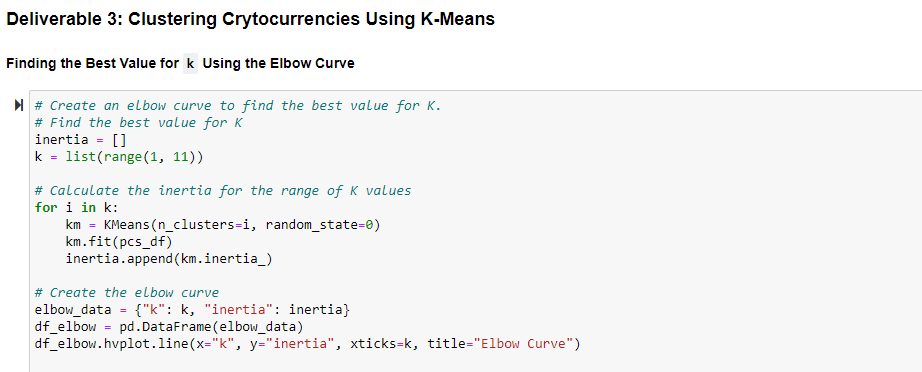 Deliverable 3: Clustering Crytocurrencies Using K-Means
Finding the Best Value for k Using the Elbow Curve
# Create an elbow curve to find the best value for K.
# Find the best value for K
inertia = []
k = list(range(1, 11))
# Calculate the inertia for the range of K values
for i in k:
    km = KMeans(n_clusters=i, random_state=0)
    km.fit(pcs_df)
    inertia.append(km.inertia_)
# Create the elbow curve
elbow_data = {"k": k, "inertia": inertia}
df_elbow = pd.DataFrame(elbow_data)
df_elbow.hvplot.line(x="k", y="inertia", xticks=k, title="Elbow Curve")